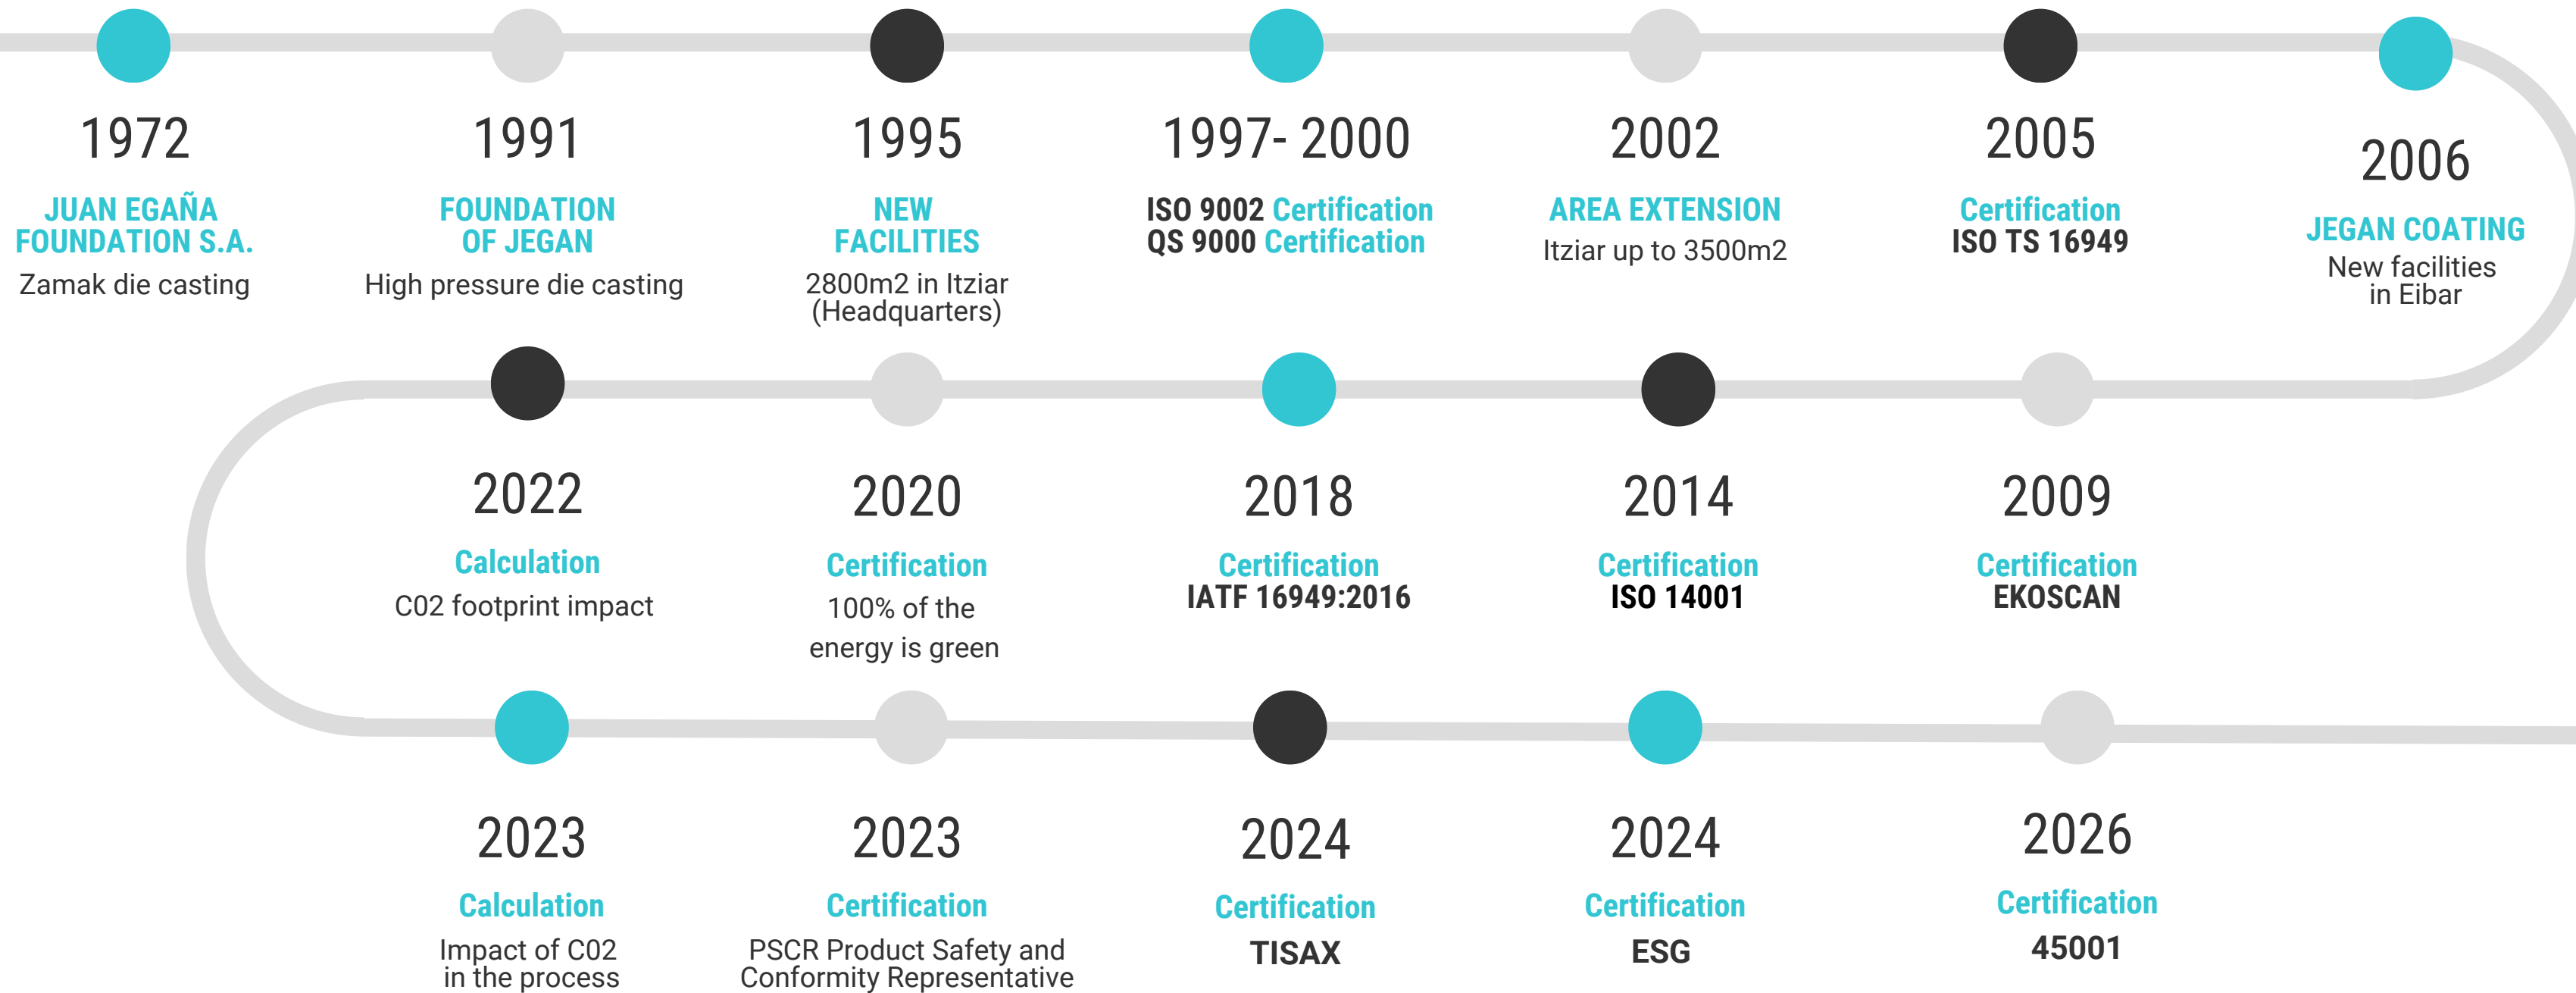 1972
JUAN EGAÑA
FOUNDATION S.A.
Zamak die casting
1991
FOUNDATION
OF JEGAN
High pressure die casting
1995
NEW
FACILITIES
2800m2 in Itziar
(Headquarters)
1997- 2000
ISO 9002 Certification
QS 9000 Certification
2002
AREA EXTENSION
Itziar up to 3500m2
2005
Certification
ISO TS 16949
2006
JEGAN COATING
New facilities
in Eibar
2009
Certification
EKOSCAN
2014
Certification
ISO 14001
2018
Certification
IATF 16949:2016
2020
Certification
100% of the
energy is green
2022
Calculation
C02 footprint impact
2023
Calculation
Impact of C02
in the process
2023
Certification
PSCR Product Safety and
Conformity Representative
2024
Certification
TISAX
2024
Certification
ESG
2026
Certification
45001